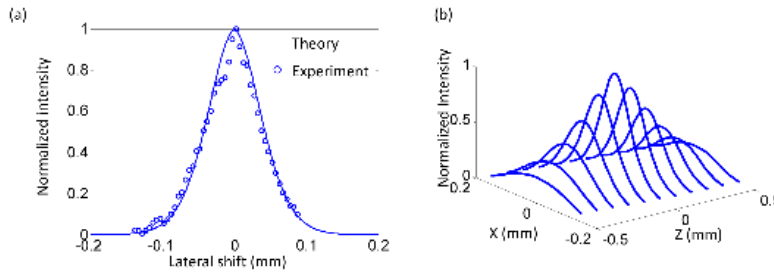 (a)
1
0.8
0.6
0.4
0.2
0
Normalized intensity
Theory
Experiment
-0.2
-0.1
0
0.1
0.2
Lateral shift (mm)
(b)
1
0.5
0
Normalized Intensity
0.2
0
-0.2
X (mm)
-0.5
0
0.5
Z (mm)